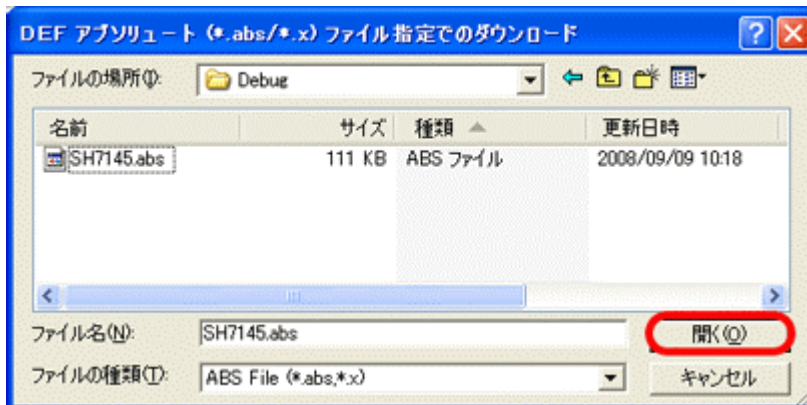 DEF アブソリュート (*.abs/*.x) ファイル指定でのダウンロード
ファイルの場所(I): Debug
名前 サイズ 種類 更新日時
SH7145.abs 111 KB ABS ファイル 2008/09/09 10:18
ファイル名(N): SH7145.abs 開く(O)
ファイルの種類(T): ABS File (*.abs,*.x) キャンセル